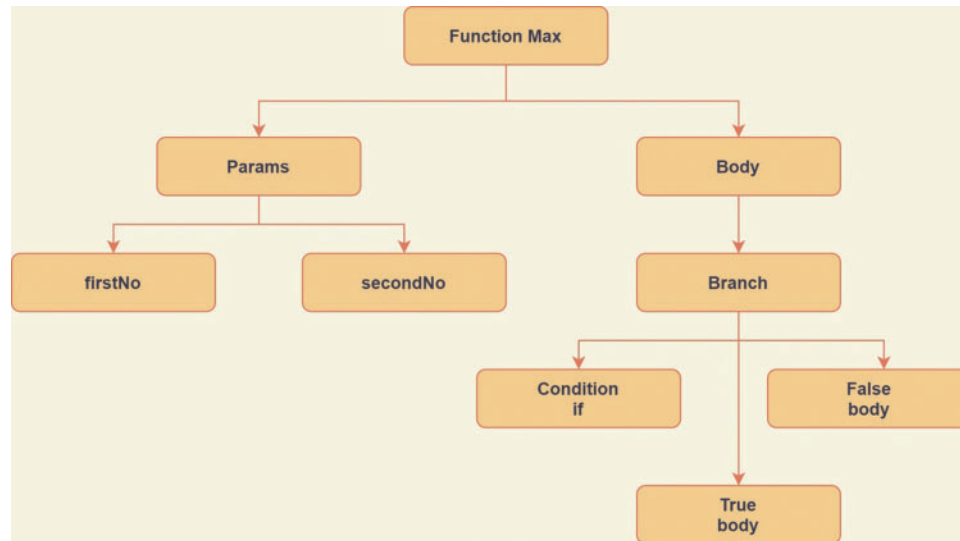 Function Max
Params
Body
firstNo
secondNo
Branch
Condition
if
False
body
True
body